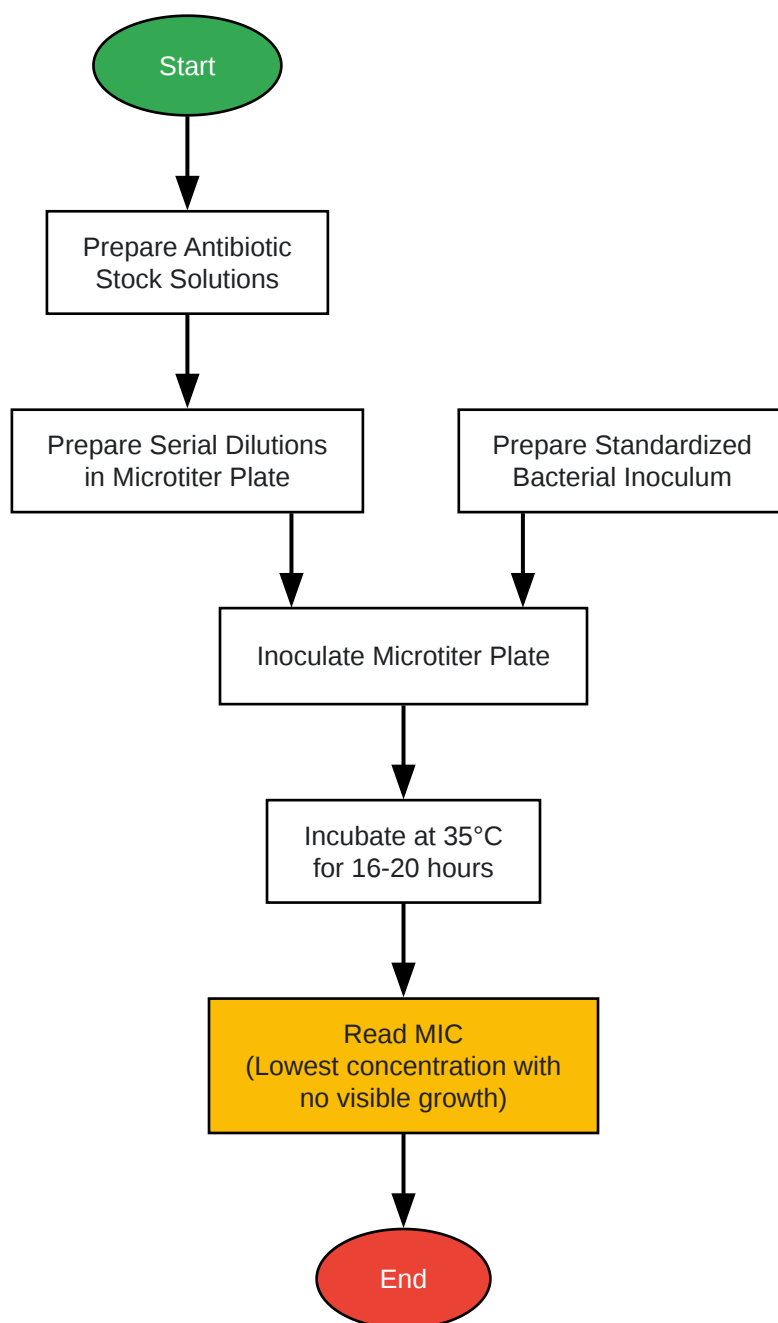 Start
Prepare Antibiotic
Stock Solutions
Prepare Serial Dilutions
in Microtiter Plate
Prepare Standardized
Bacterial Inoculum
Inoculate Microtiter Plate
Incubate at 35°C
for 16-20 hours
Read MIC
(Lowest concentration with
no visible growth)
End